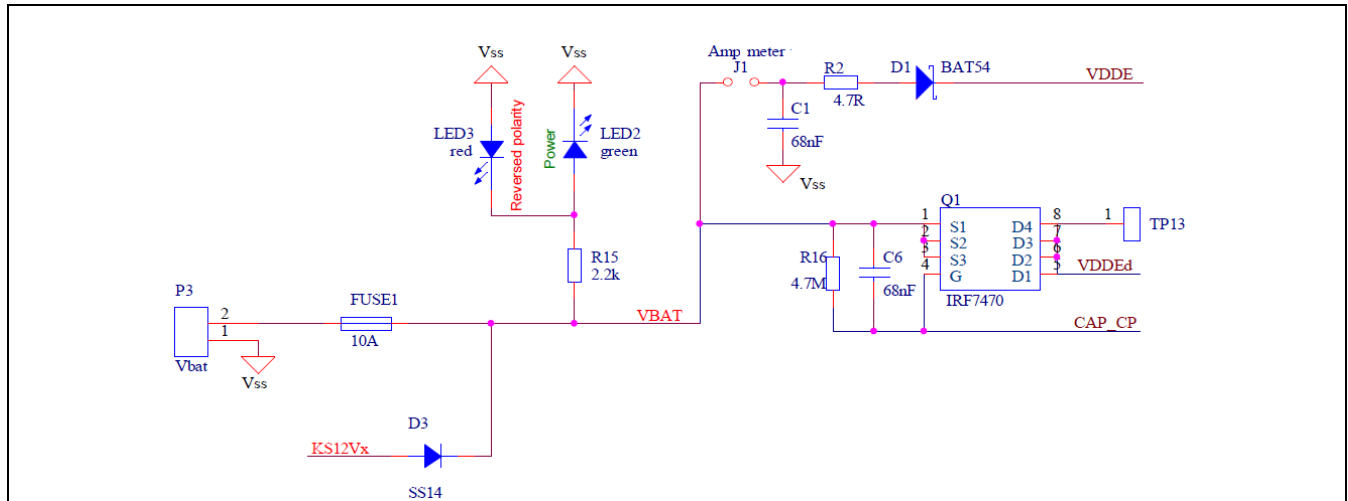 Vss
Vss
Amp meter
J1
R2
4.7R
D1
BAT54
VDDE
C1
68nF
Vss
LED3
red
Reversed polarity
Power
LED2
green
R15
2.2k
Q1
1
2
3
4
S1
S2
S3
G
D4
D3
D2
D1
8
7
6
5
1
TP13
VDDEd
IRF7470
R16
4.7M
C6
68nF
CAP_CP
P3
2
1
Vbat
Vss
FUSE1
10A
VBAT
D3
KS12Vx
SS14